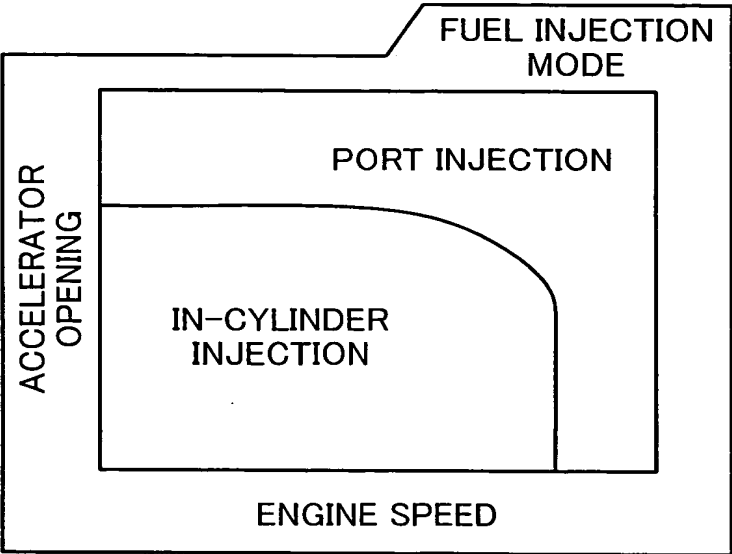 FUEL INJECTION
MODE
PORT INJECTION
ACCELERATOR
OPENING
IN-CYLINDER
INJECTION
ENGINE SPEED